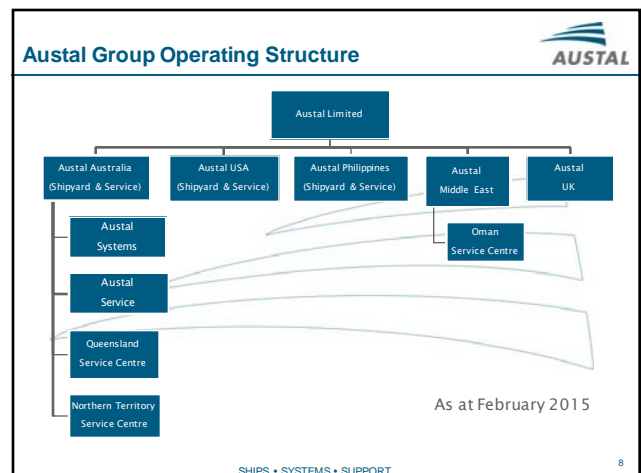 Austal Group Operating Structure
AUSTAL
Austal Limited
Austal Australia
(Shipyard & Service)
Austal USA
(Shipyard & Service)
Austal Philippines
(Shipyard & Service)
Austal
Middle East
Austal
UK
Austal
Systems
Oman
Service Centre
Austal
Service
Queensland
Service Centre
Northern Territory
Service Centre
As at February 2015
SHIPS • SYSTEMS • SUPPORT
8